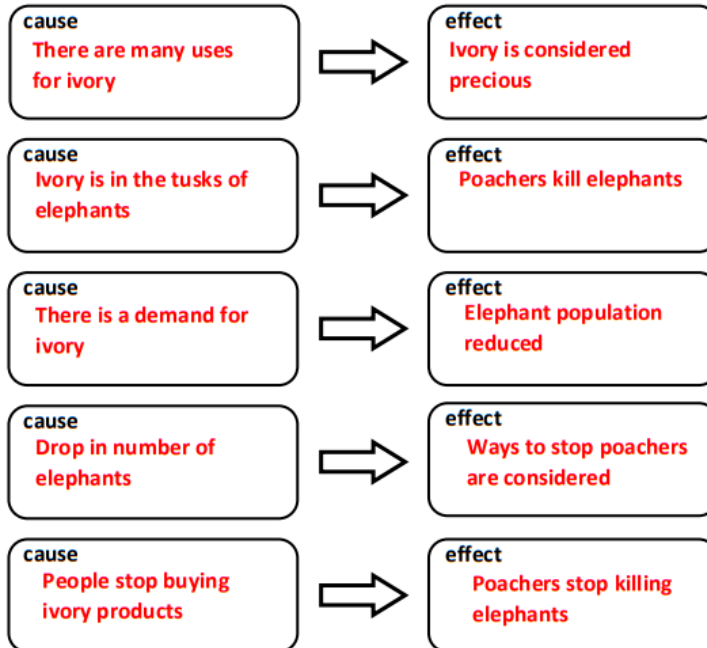 cause
There are many uses
for ivory
effect
Ivory is considered
precious
cause
Ivory is in the tusks of
elephants
effect
Poachers kill elephants
cause
There is a demand for
ivory
effect
Elephant population
reduced
cause
Drop in number of
elephants
effect
Ways to stop poachers
are considered
cause
People stop buying
ivory products
effect
Poachers stop killing
elephants